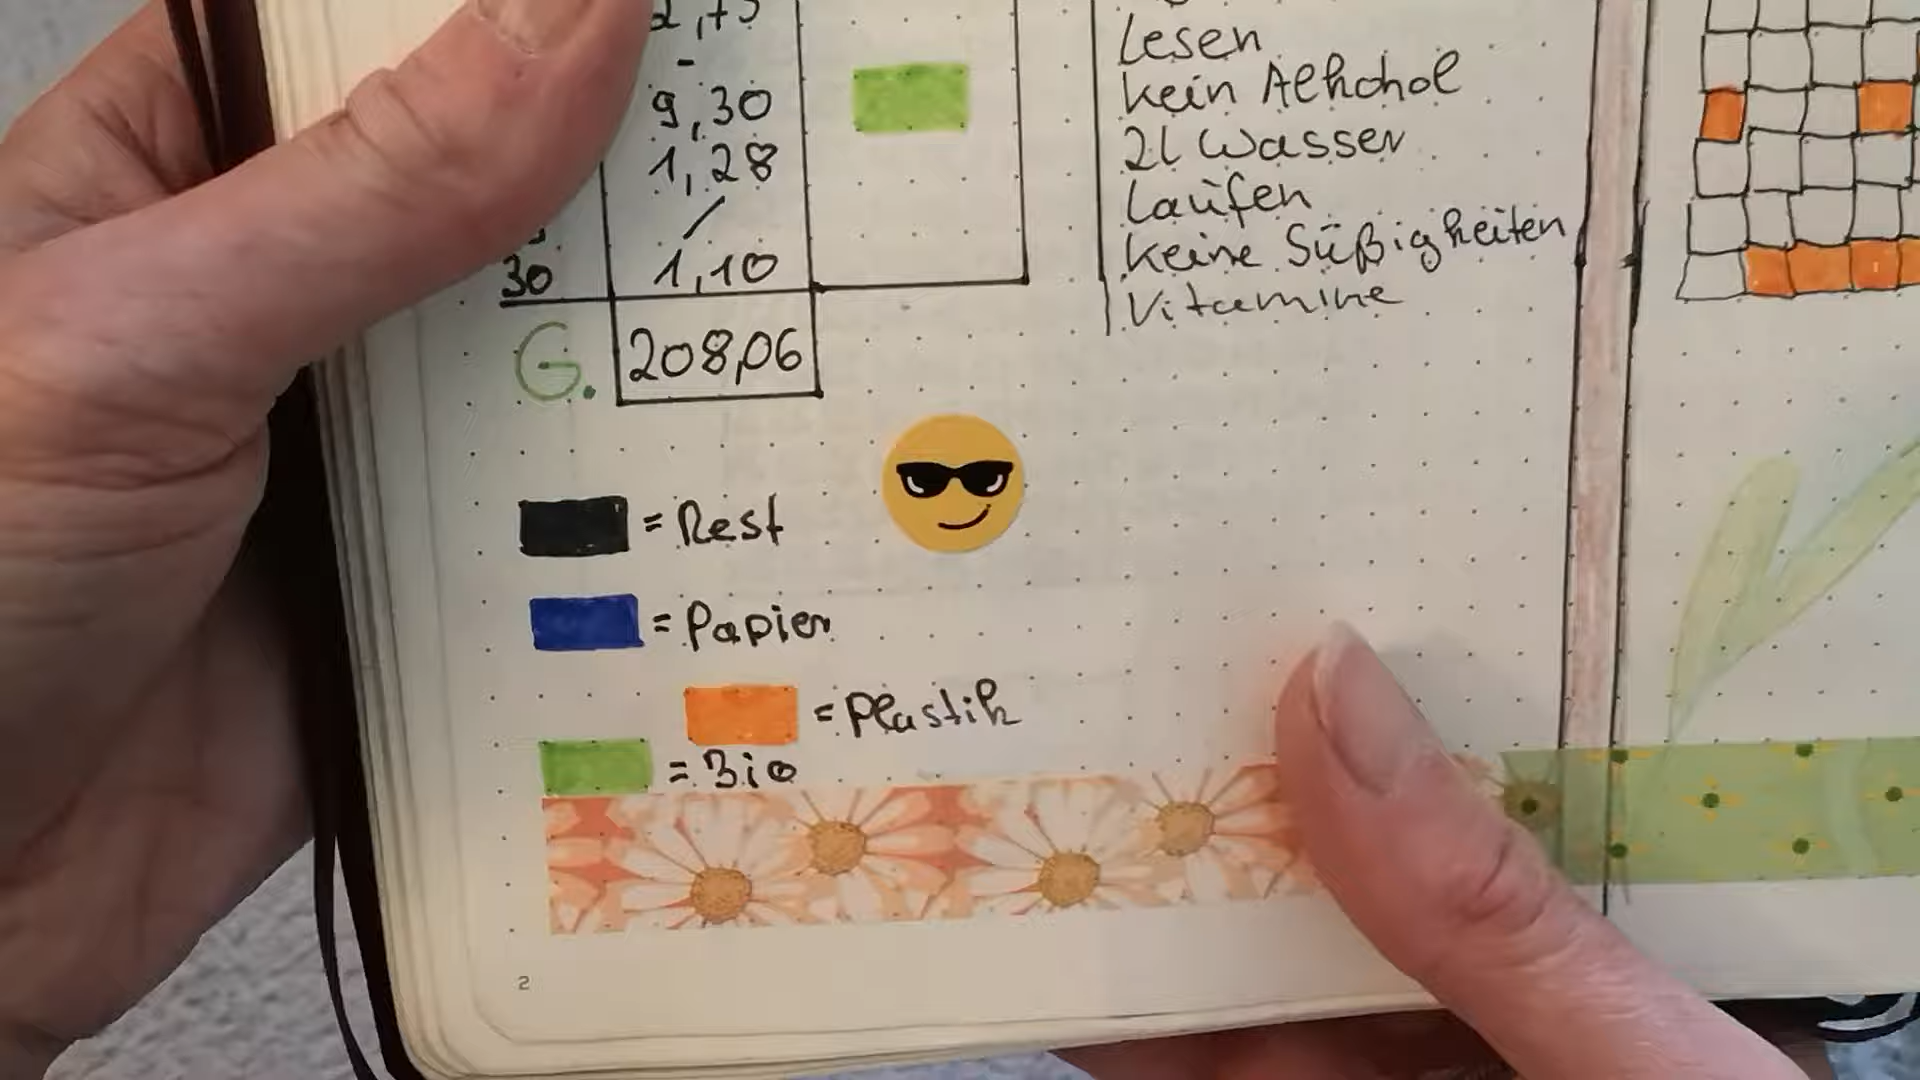 9,30
1,28
30 1,10
G. 208,06
Lesen
kein Alkohol
2L Wasser
Laufen
keine Süßigkeiten
Vitamine
= Rest
= Papier
= Plastik
= Bio
2